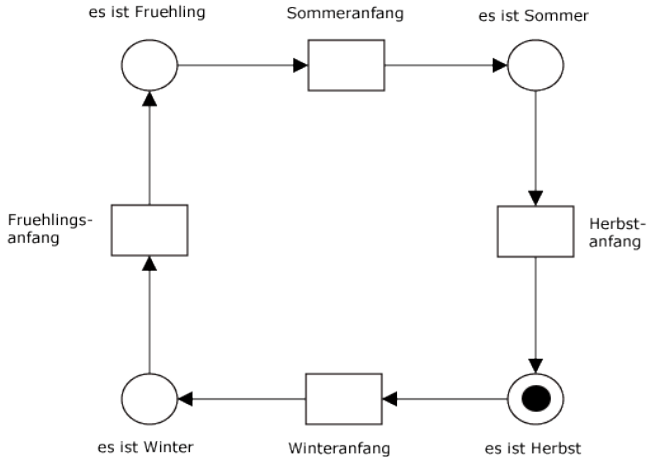 es ist Fruehling
Sommeranfang
es ist Sommer
Fruehlings-
anfang
Herbst-
anfang
es ist Winter
Winteranfang
es ist Herbst